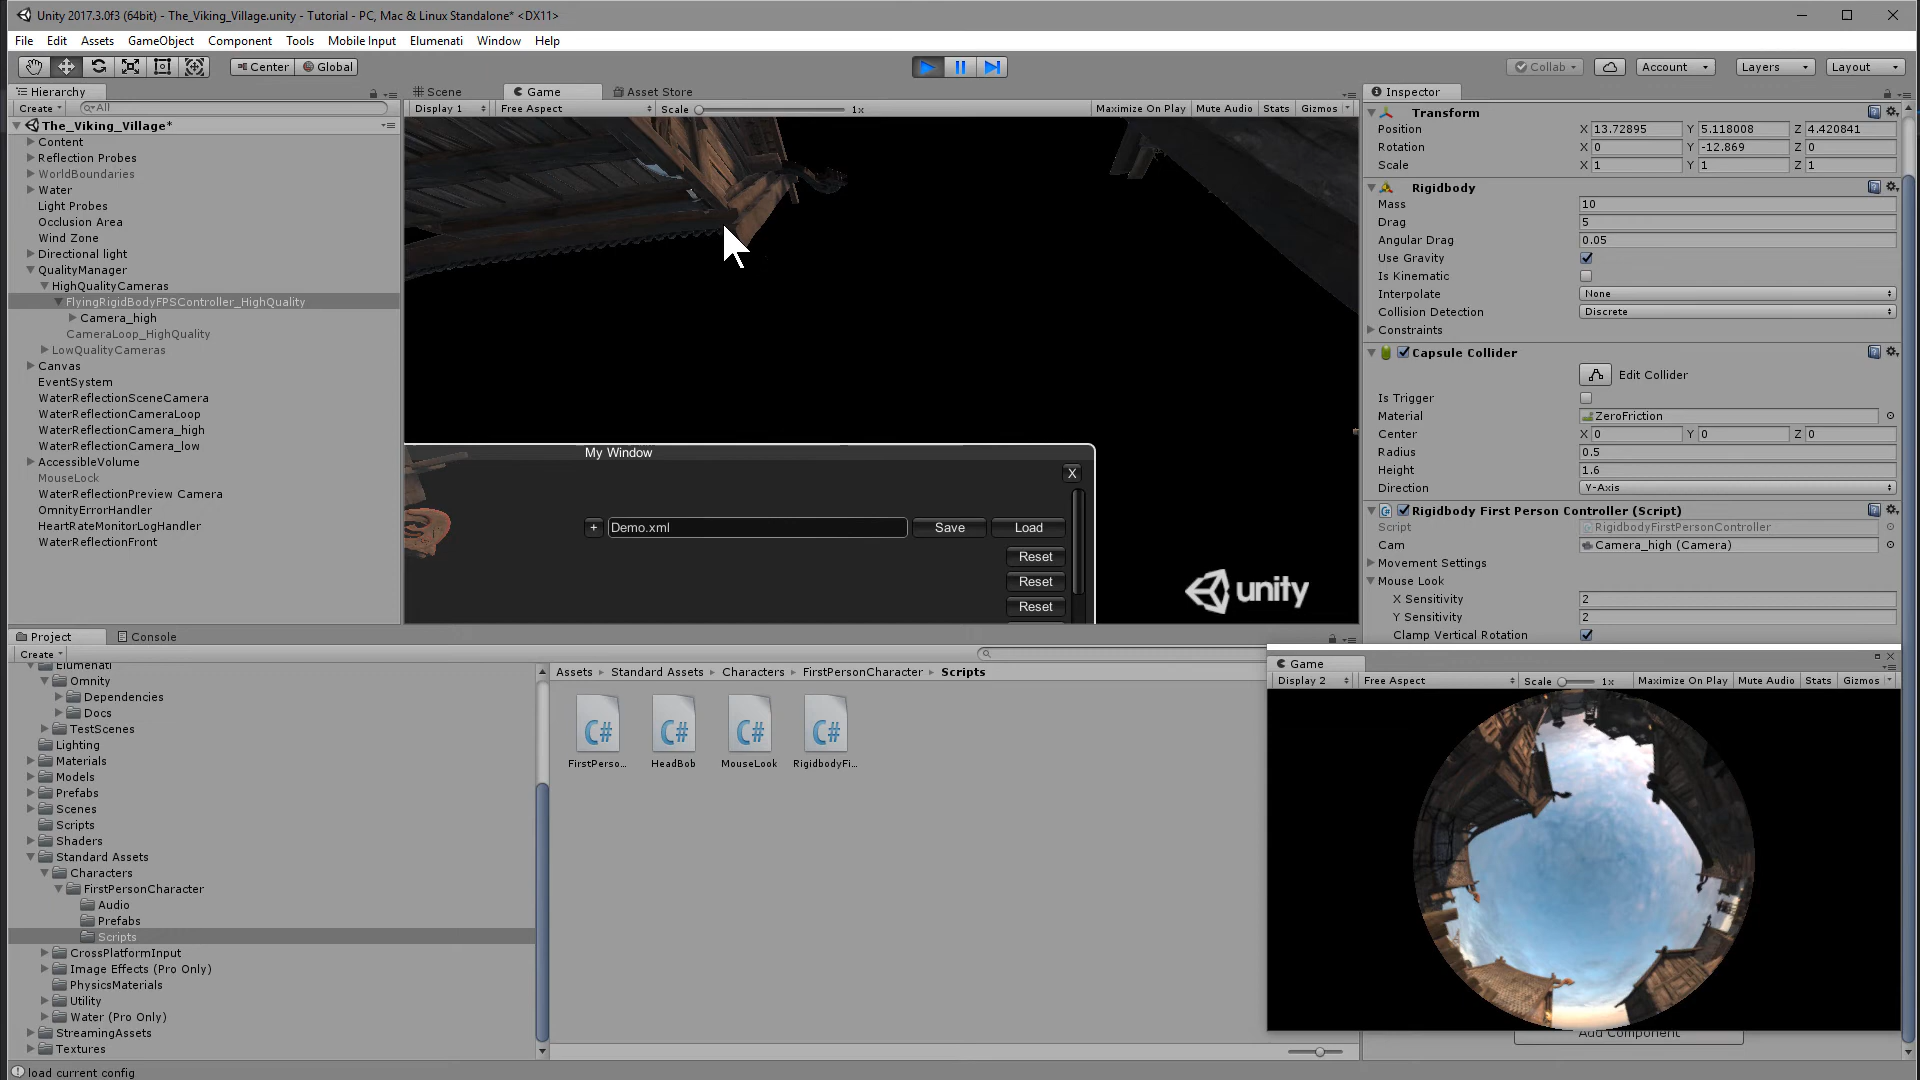 Unity 2017.3.0f3 (64bit) - The_Viking_Village.unity - Tutorial - PC, Mac & Linux Standalone* <DX11>
File Edit Assets GameObject Component Tools Mobile Input Elumenati Window Help
Center Global Collab Account Layers Layout
Hierarchy
Create All
The_Viking_Village*
Content
Reflection Probes
WorldBoundaries
Water
Light Probes
Occlusion Area
Wind Zone
Directional light
QualityManager
HighQualityCameras
FlyingRigidBodyFPSController_HighQuality
Camera_high
CameraLoop_HighQuality
LowQualityCameras
Canvas
EventSystem
WaterReflectionSceneCamera
WaterReflectionCameraLoop
WaterReflectionCamera_high
WaterReflectionCamera_low
AccessibleVolume
MouseLock
WaterReflectionPreview Camera
OmnityErrorHandler
HeartRateMonitorLogHandler
WaterReflectionFront
Scene Game Asset Store
Display 1 Free Aspect Scale 1x Maximize On Play Mute Audio Stats Gizmos
My Window
X
+ Demo.xml Save Load
Reset
Reset
Reset
unity
Inspector
Transform
Position X 13.72895 Y 5.118008 Z 4.420841
Rotation X 0 Y -12.869 Z 0
Scale X 1 Y 1 Z 1
Rigidbody
Mass 10
Drag 5
Angular Drag 0.05
Use Gravity
Is Kinematic
Interpolate None
Collision Detection Discrete
Constraints
Capsule Collider
Edit Collider
Is Trigger
Material ZeroFriction
Center X 0 Y 0 Z 0
Radius 0.5
Height 1.6
Direction Y-Axis
Rigidbody First Person Controller (Script)
Script RigidbodyFirstPersonController
Cam Camera_high (Camera)
Movement Settings
Mouse Look
X Sensitivity 2
Y Sensitivity 2
Clamp Vertical Rotation
Project Console
Create
Elumenati
Omnity
Dependencies
Docs
TestScenes
Lighting
Materials
Models
Prefabs
Scenes
Scripts
Shaders
Standard Assets
Characters
FirstPersonCharacter
Audio
Prefabs
Scripts
CrossPlatformInput
Image Effects (Pro Only)
PhysicsMaterials
Utility
Water (Pro Only)
StreamingAssets
Textures
Assets Standard Assets Characters FirstPersonCharacter Scripts
C# C# C# C#
FirstPerso... HeadBob MouseLook RigidbodyFi...
Game
Display 2 Free Aspect Scale 1x Maximize On Play Mute Audio Stats Gizmos
Add Component
load current config